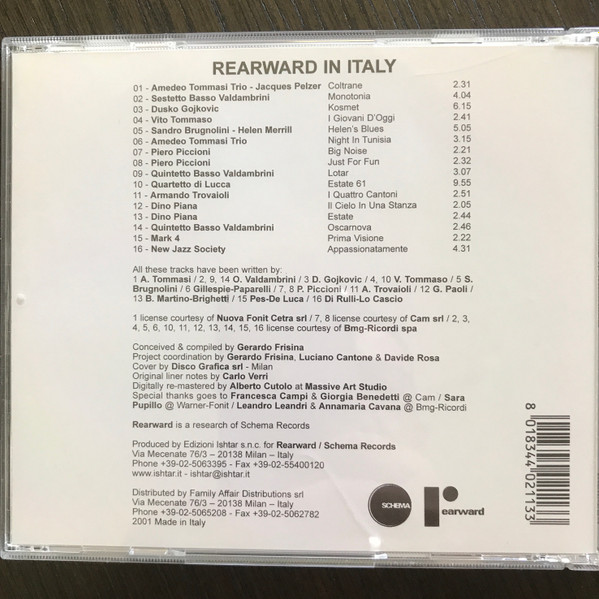 REARWARD IN ITALY
01 - Amedeo Tommasi Trio - Jacques Pelzer Coltrane 2.31
02 - Sestetto Basso Valdambrini Monotonia 4.04
03 - Dusko Gojkovic Kosmet 6.15
04 - Vito Tommaso I Giovani D'Oggi 2.41
05 - Sandro Brugnolini - Helen Merrill Helen's Blues 5.05
06 - Amedeo Tommasi Trio Night In Tunisia 3.15
07 - Piero Piccioni Big Noise 2.21
08 - Piero Piccioni Just For Fun 2.32
09 - Quintetto Basso Valdambrini Lotar 3.07
10 - Quartetto di Lucca Estate 61 9.55
11 - Armando Trovaioli I Quattro Cantoni 2.51
12 - Dino Piana Il Cielo In Una Stanza 2.05
13 - Dino Piana Estate 2.44
14 - Quintetto Basso Valdambrini Oscarnova 2.46
15 - Mark 4 Prima Visione 2.22
16 - New Jazz Society Appassionatamente 4.31
All these tracks have been written by:
1 A. Tommasi / 2, 9, 14 O. Valdambrini / 3 D. Gojkovic / 4, 10 V. Tommaso / 5 S.
Brugnolini / 6 Gillespie-Paparelli / 7, 8 P. Piccioni / 11 A. Trovaioli / 12 G. Paoli /
13 B. Martino-Brighetti / 15 Pes-De Luca / 16 Di Rulli-Lo Cascio
1 license courtesy of Nuova Fonit Cetra srl / 7, 8 license courtesy of Cam srl / 2, 3,
4, 5, 6, 10, 11, 12, 13, 14, 15, 16 license courtesy of Bmg-Ricordi spa
Conceived & compiled by Gerardo Frisina
Project coordination by Gerardo Frisina, Luciano Cantone & Davide Rosa
Cover by Disco Grafica srl - Milan
Original liner notes by Carlo Verri
Digitally re-mastered by Alberto Cutolo at Massive Art Studio
Special thanks goes to Francesca Campi & Giorgia Benedetti @ Cam / Sara
Pupillo @ Warner-Fonit / Leandro Leandri & Annamaria Cavana @ Bmg-Ricordi
Rearward is a research of Schema Records
Produced by Edizioni Ishtar s.n.c. for Rearward / Schema Records
Via Mecenate 76/3 – 20138 Milan – Italy
Phone +39-02-5063395 - Fax +39-02-55400120
www.ishtar.it - ishtar@ishtar.it
Distributed by Family Affair Distributions srl
Via Mecenate 76/3 – 20138 Milan – Italy
Phone +39-02-5065208 - Fax +39-02-5062782
2001 Made in Italy
SCHEMA
rearward
8 018344 021133